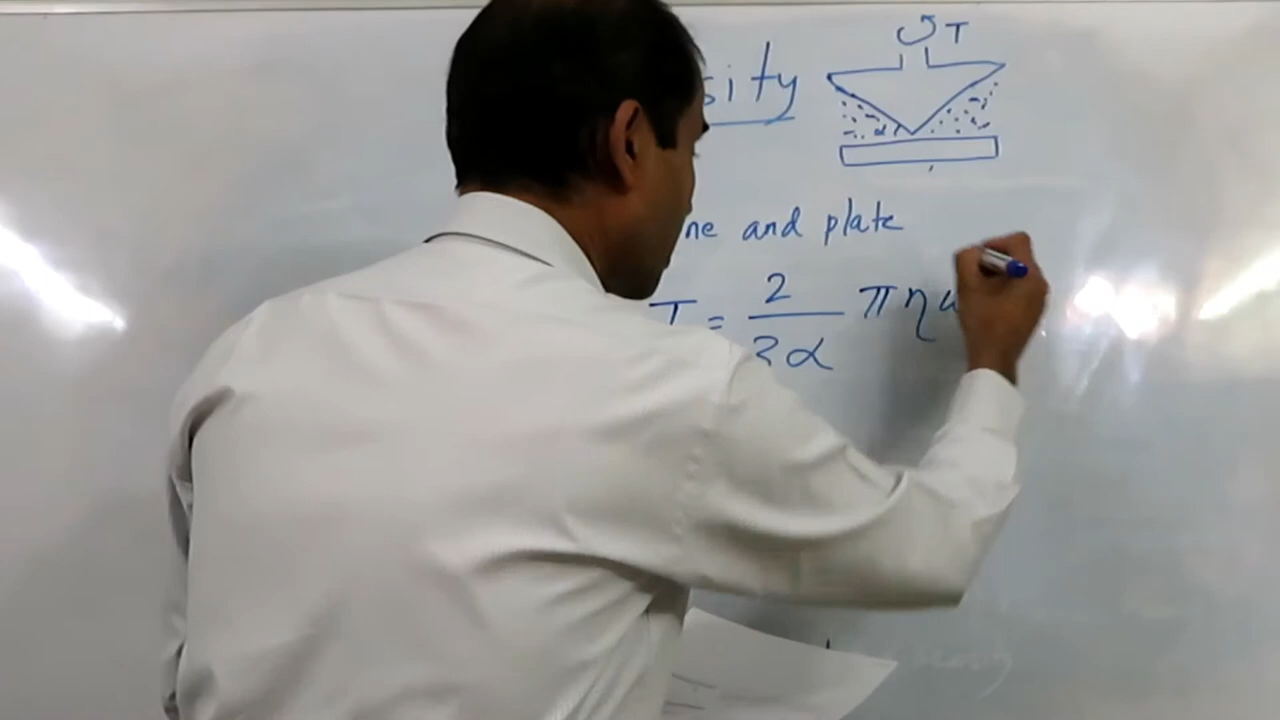 T
sity
α
ne and plate
T = 2/3α πηω